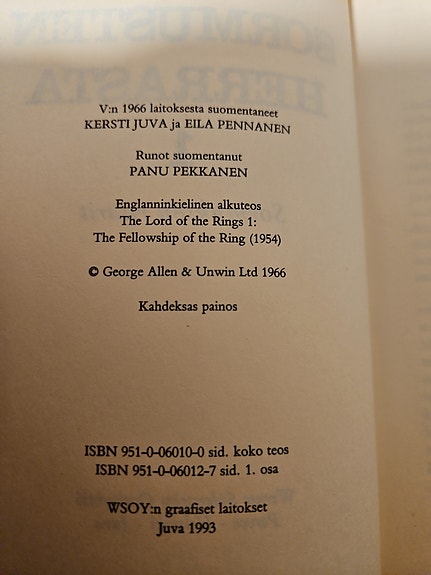 V:n 1966 laitoksesta suomentaneet
KERSTI JUVA ja EILA PENNANEN
Runot suomentanut
PANU PEKKANEN
Englanninkielinen alkuteos
The Lord of the Rings 1:
The Fellowship of the Ring (1954)
© George Allen & Unwin Ltd 1966
Kahdeksas painos
ISBN 951-0-06010-0 sid. koko teos
ISBN 951-0-06012-7 sid. 1. osa
WSOY:n graafiset laitokset
Juva 1993